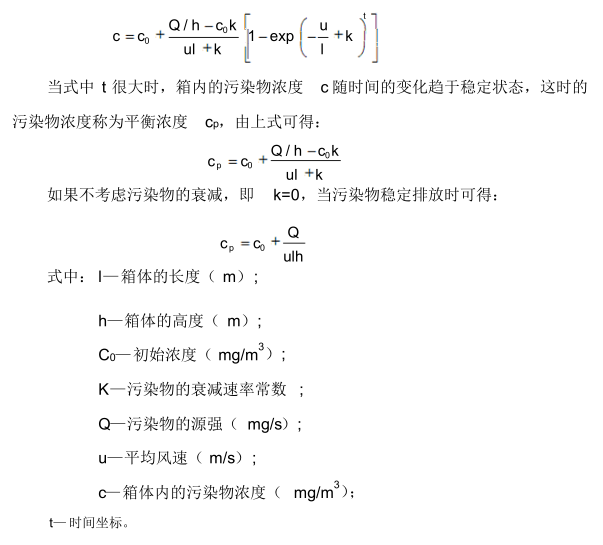 c = c₀ + (Q / h − c₀k)/(ul + k) [1 − exp (−u/l + k)ᵗ]
当式中 t 很大时，箱内的污染物浓度 c 随时间的变化趋于稳定状态，这时的
污染物浓度称为平衡浓度 cₚ，由上式可得：
cₚ = c₀ + (Q / h − c₀k)/(ul + k)
如果不考虑污染物的衰减，即 k=0，当污染物稳定排放时可得：
cₚ = c₀ + Q/ulh
式中： l—箱体的长度（ m）；
h—箱体的高度（ m）；
C₀—初始浓度（ mg/m³）；
K—污染物的衰减速率常数 ；
Q—污染物的源强（ mg/s）；
u—平均风速（ m/s）；
c—箱体内的污染物浓度（ mg/m³）；
t—时间坐标。